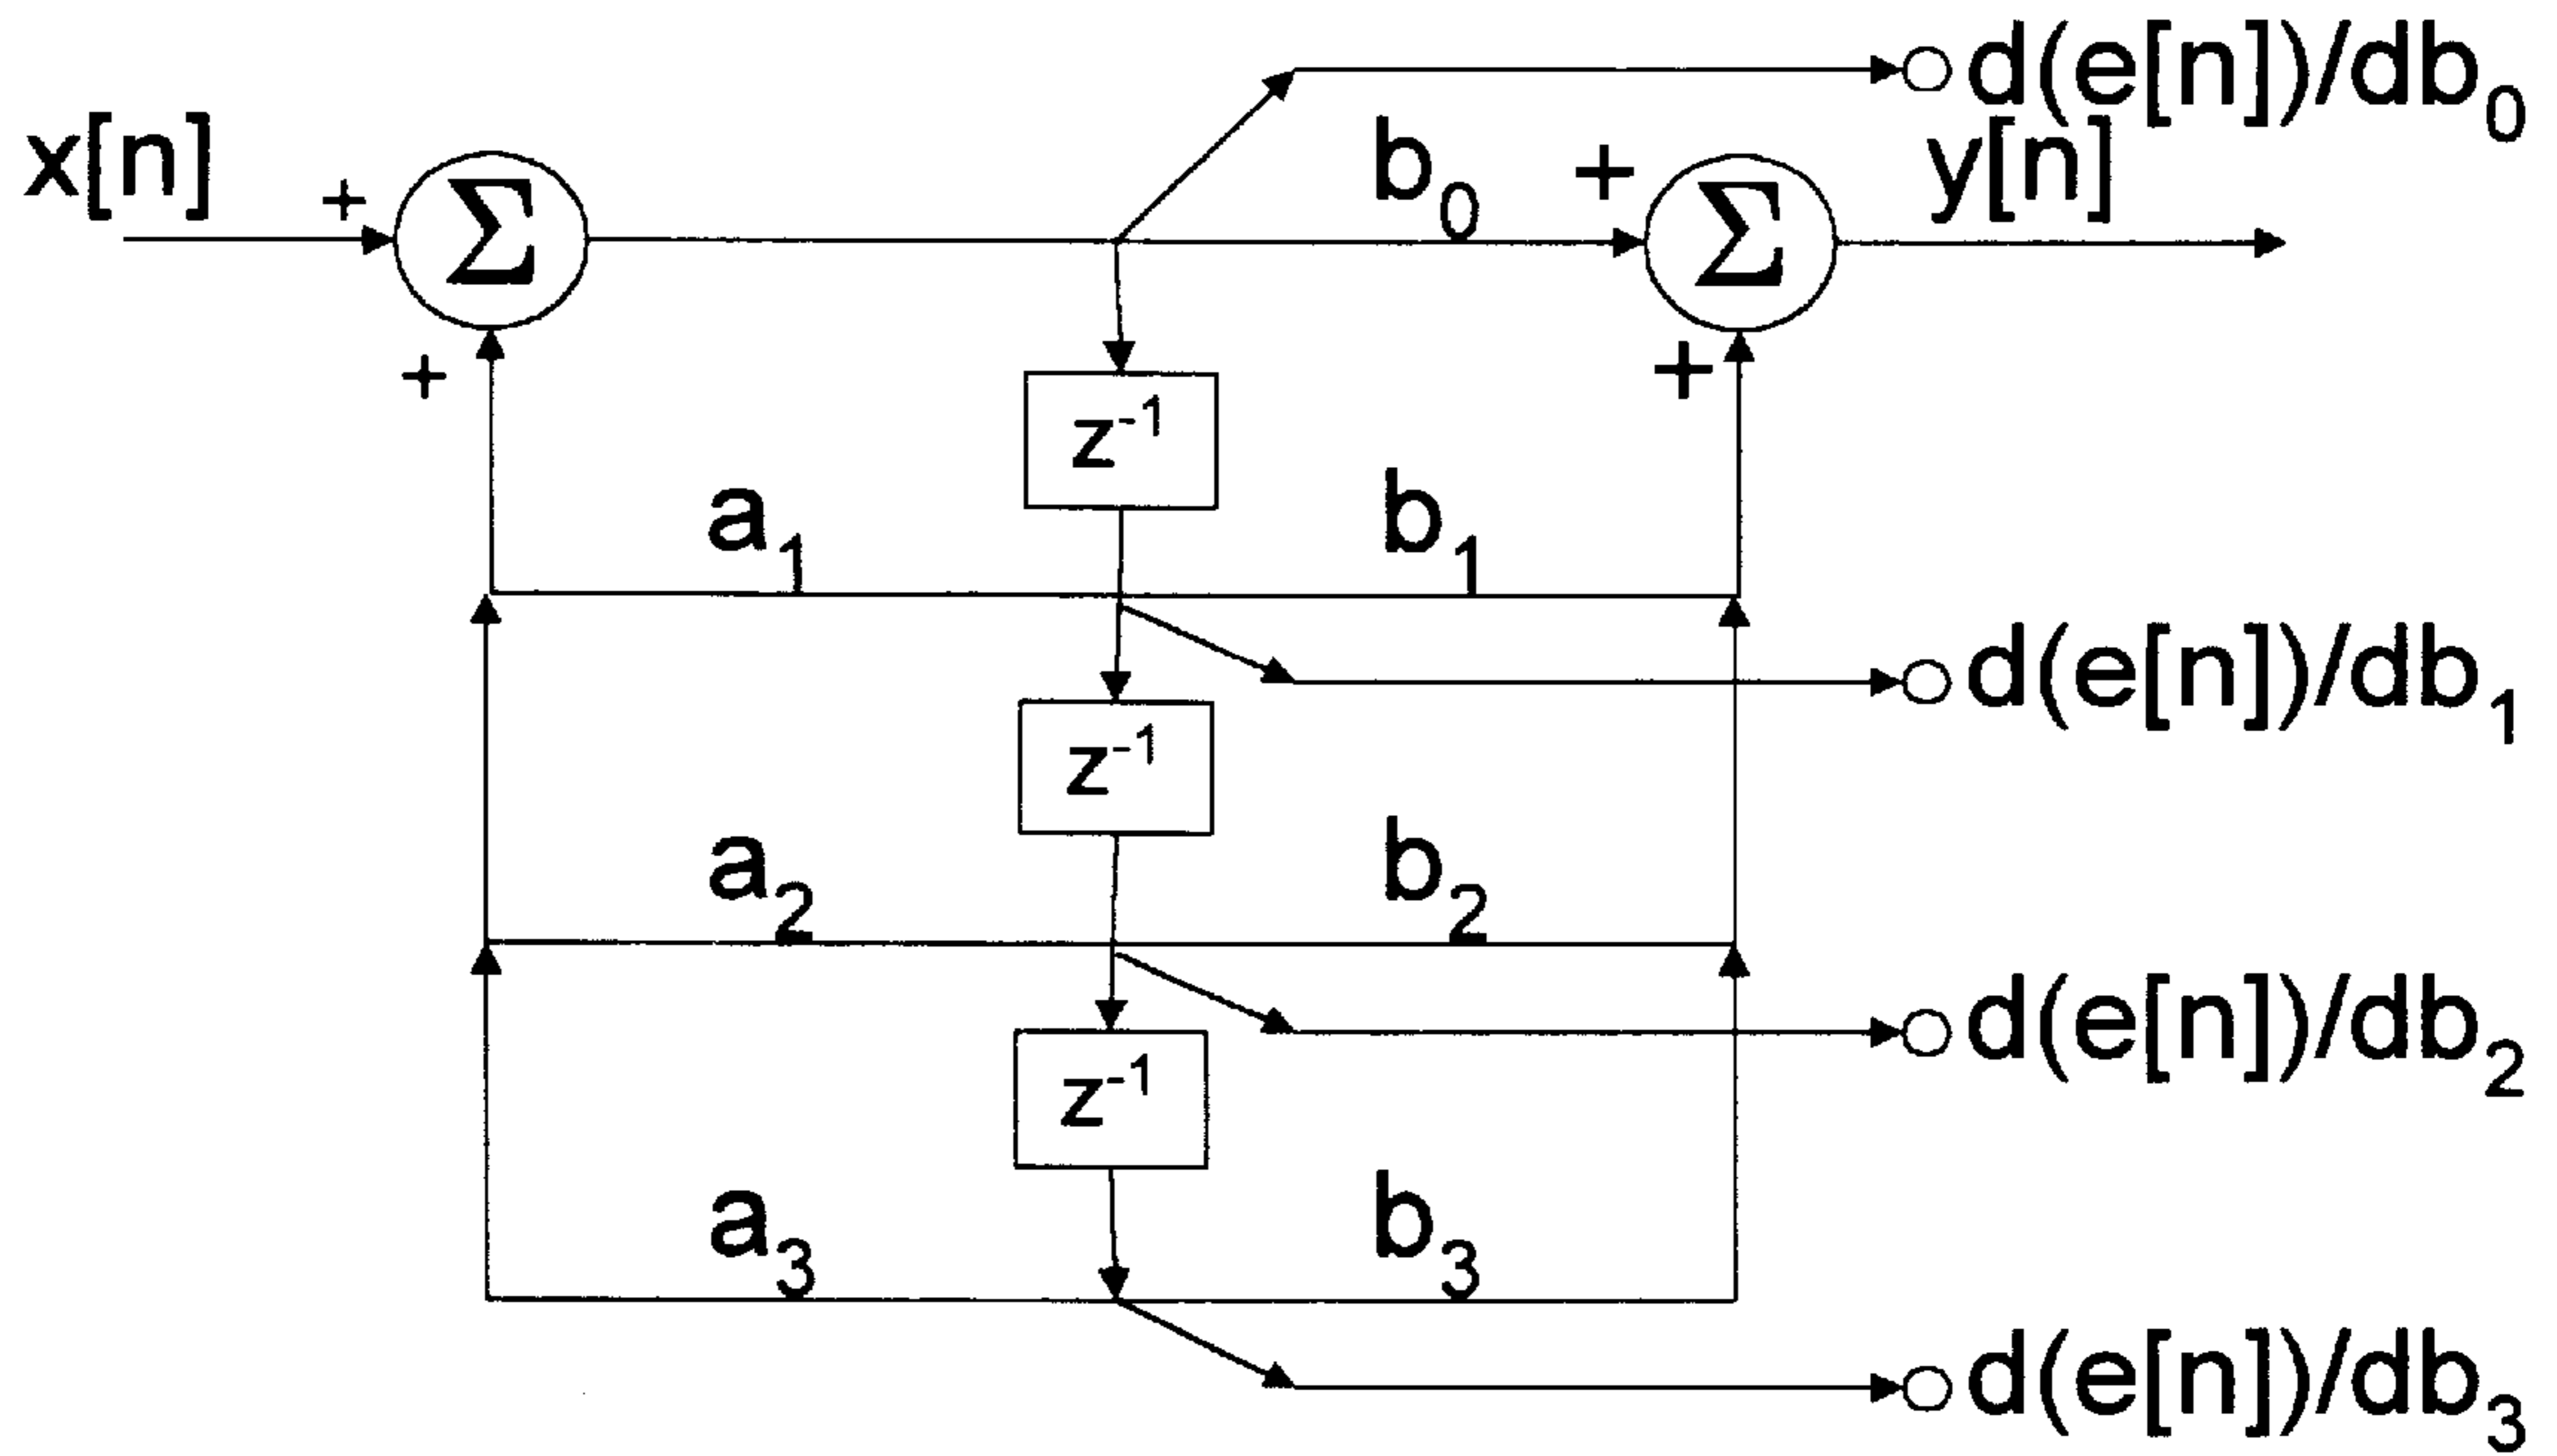 d(e[n])/db₀
x[n]
+
Σ
b₀
+
Σ
y[n]
+
+
z⁻¹
a₁
b₁
d(e[n])/db₁
z⁻¹
a₂
b₂
d(e[n])/db₂
z⁻¹
a₃
b₃
d(e[n])/db₃